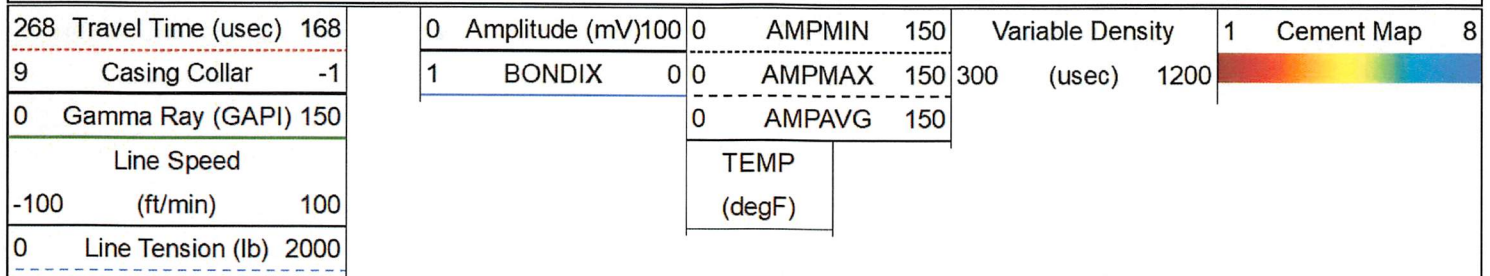 268 Travel Time (usec) 168 0 Amplitude (mV)100 0 AMPMIN 150 Variable Density 1 Cement Map 8
9 Casing Collar -1 1 BONDIX 0 0 AMPMAX 150 300 (usec) 1200
0 Gamma Ray (GAPI) 150 0 AMPAVG 150
Line Speed TEMP
-100 (ft/min) 100 (degF)
0 Line Tension (lb) 2000